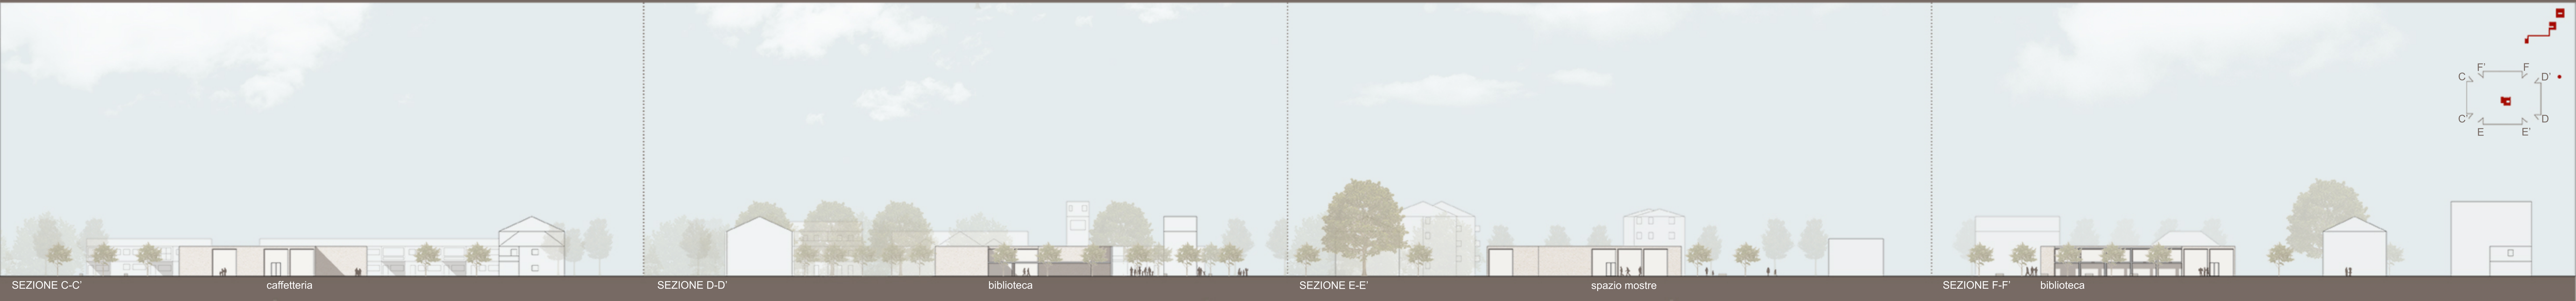 F' F
C D'
C' D
E E'
SEZIONE C-C' caffetteria SEZIONE D-D' biblioteca SEZIONE E-E' spazio mostre SEZIONE F-F' biblioteca